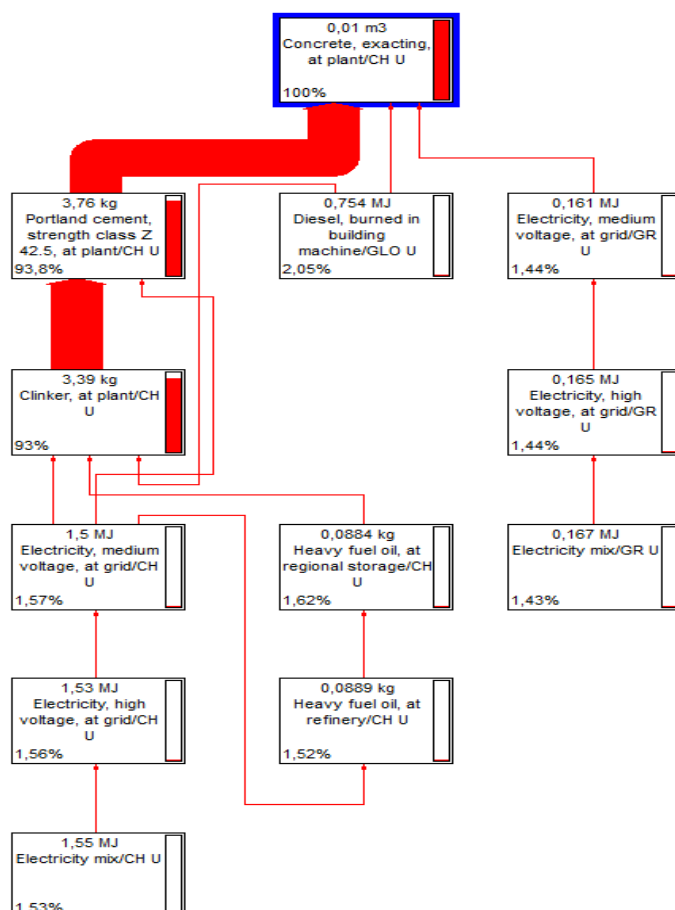 0,01 m3
Concrete, exacting,
at plant/CH U
100%
3,76 kg
Portland cement,
strength class Z
42.5, at plant/CH U
93,8%
0,754 MJ
Diesel, burned in
building
machine/GLO U
2,05%
0,161 MJ
Electricity, medium
voltage, at grid/GR
U
1,44%
3,39 kg
Clinker, at plant/CH
U
93%
0,165 MJ
Electricity, high
voltage, at grid/GR
U
1,44%
1,5 MJ
Electricity, medium
voltage, at grid/CH
U
1,57%
0,0884 kg
Heavy fuel oil, at
regional storage/CH
U
1,62%
0,167 MJ
Electricity mix/GR U
1,43%
1,53 MJ
Electricity, high
voltage, at grid/CH
U
1,56%
0,0889 kg
Heavy fuel oil, at
refinery/CH U
1,52%
1,55 MJ
Electricity mix/CH U
1,53%